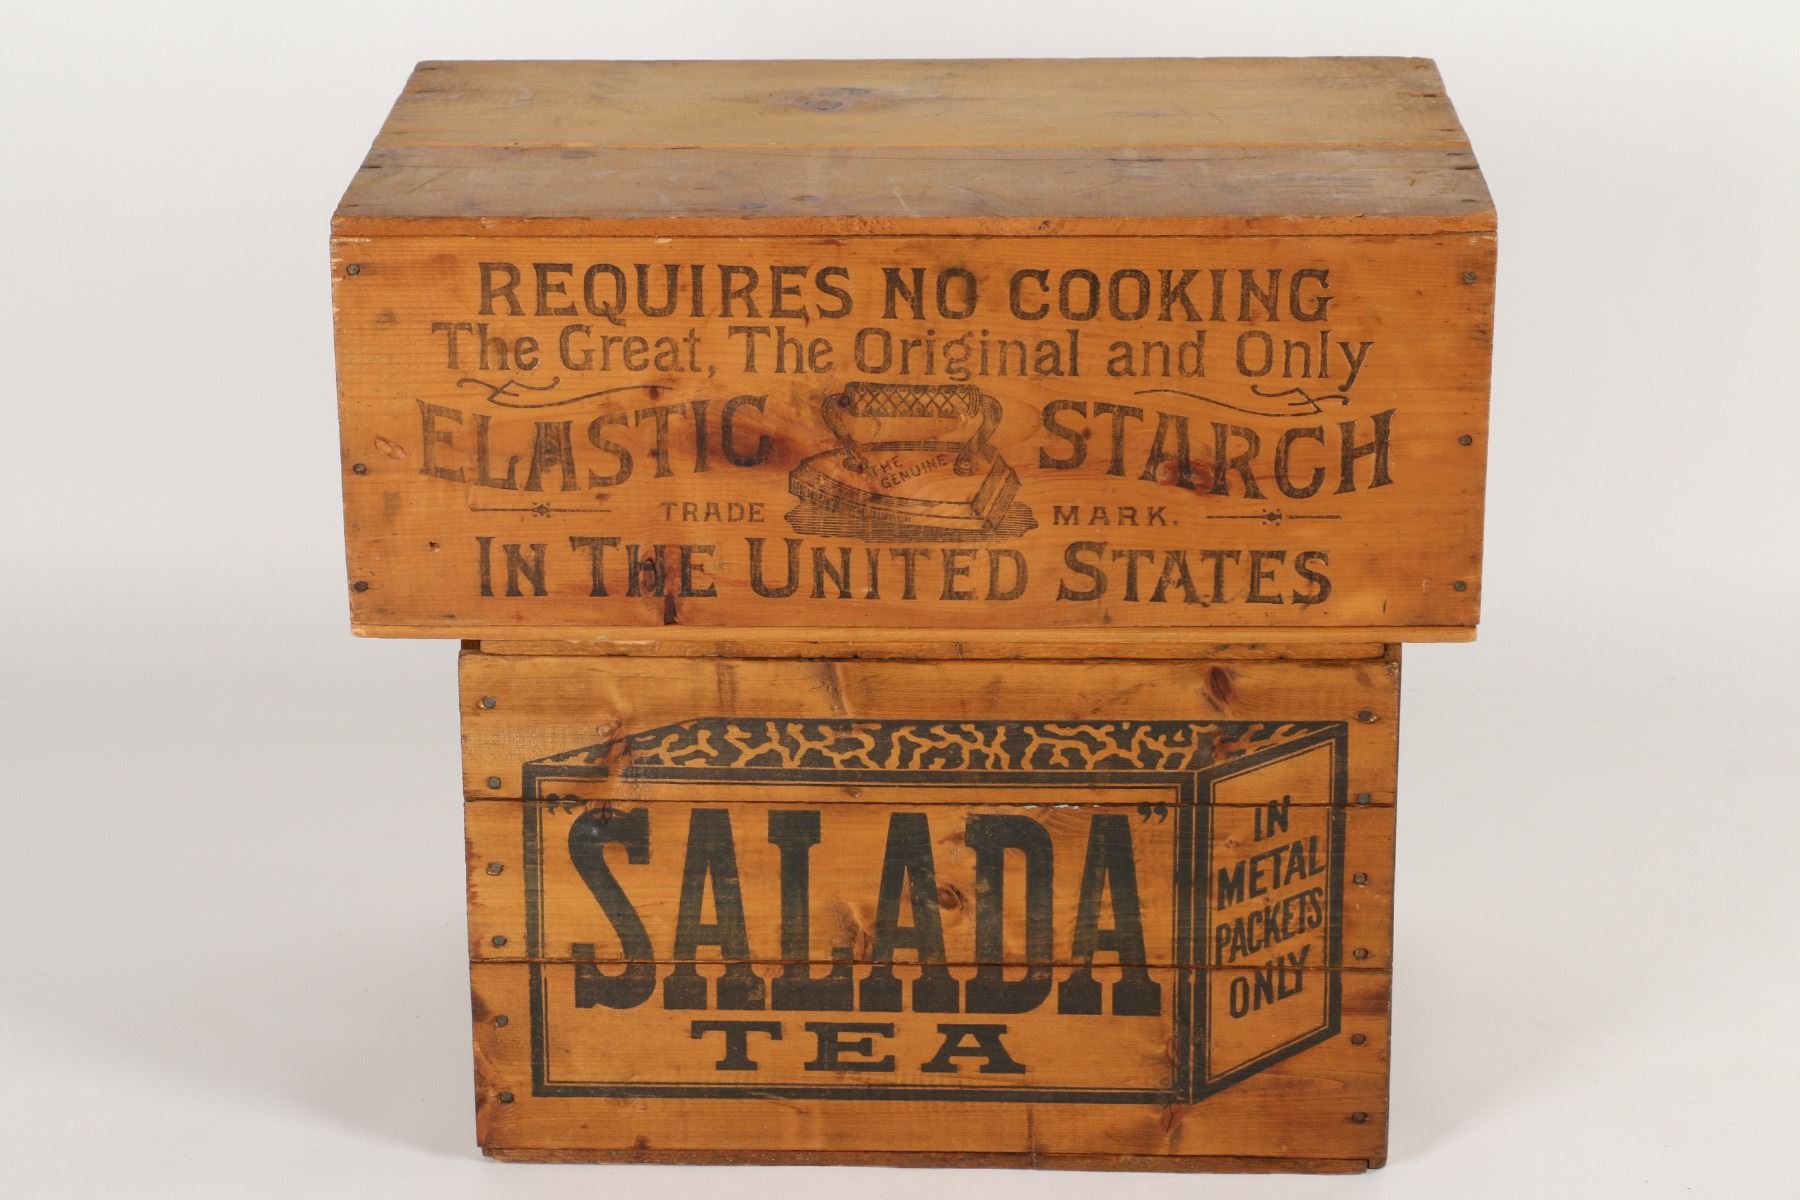 REQUIRES NO COOKING
The Great, The Original and Only
ELASTIC STARCH
THE
GENUINE
TRADE MARK.
IN THE UNITED STATES
"SALADA"
TEA
IN
METAL
PACKETS
ONLY